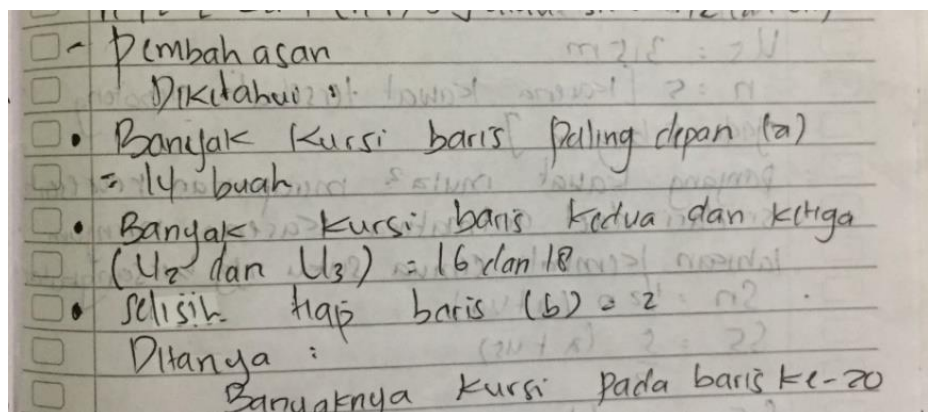 - Pembahasan
Diketahui :
• Banyak Kursi baris paling depan (a)
= 14 buah
• Banyak kursi baris kedua dan ketiga
(U2 dan U3) = 16 dan 18
• Selisih tiap baris (b) = 2
Ditanya :
Banyaknya kursi pada baris ke-20